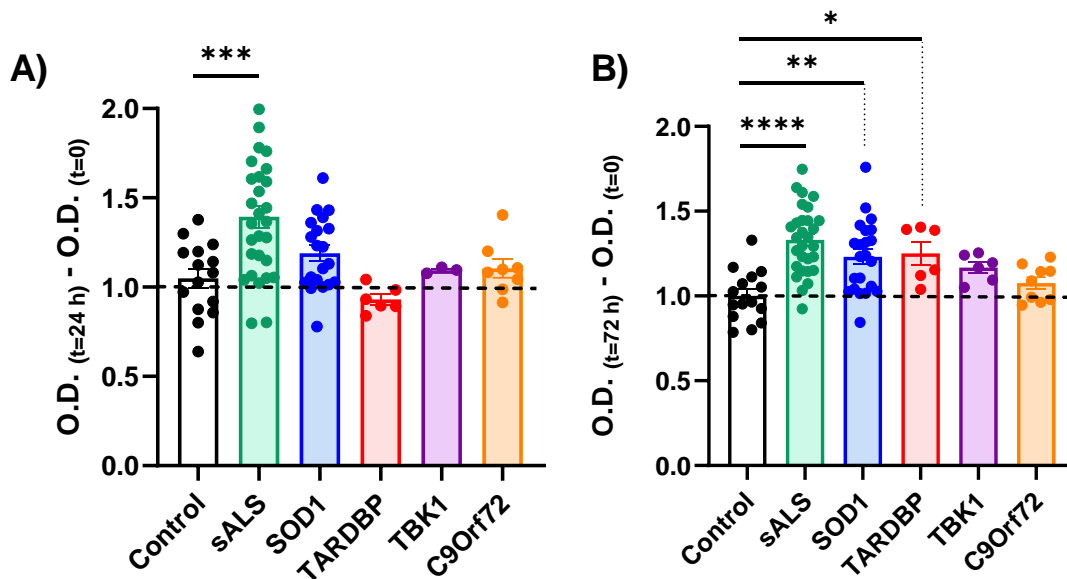 A)
***
O.D. (t=24 h) - O.D. (t=0)
2.0
1.5
1.0
0.5
0.0
Control
sALS
SOD1
TARDBP
TBK1
C9Orf72
B)
*
**
****
O.D. (t=72 h) - O.D. (t=0)
2.0
1.5
1.0
0.5
0.0
Control
sALS
SOD1
TARDBP
TBK1
C9Orf72